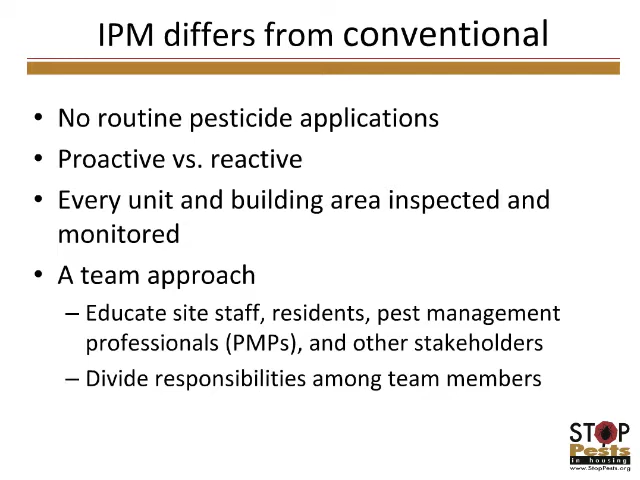 IPM differs from conventional
• No routine pesticide applications
• Proactive vs. reactive
• Every unit and building area inspected and
monitored
• A team approach
– Educate site staff, residents, pest management
professionals (PMPs), and other stakeholders
– Divide responsibilities among team members
STOP
Pests
in housing
www.StopPests.org